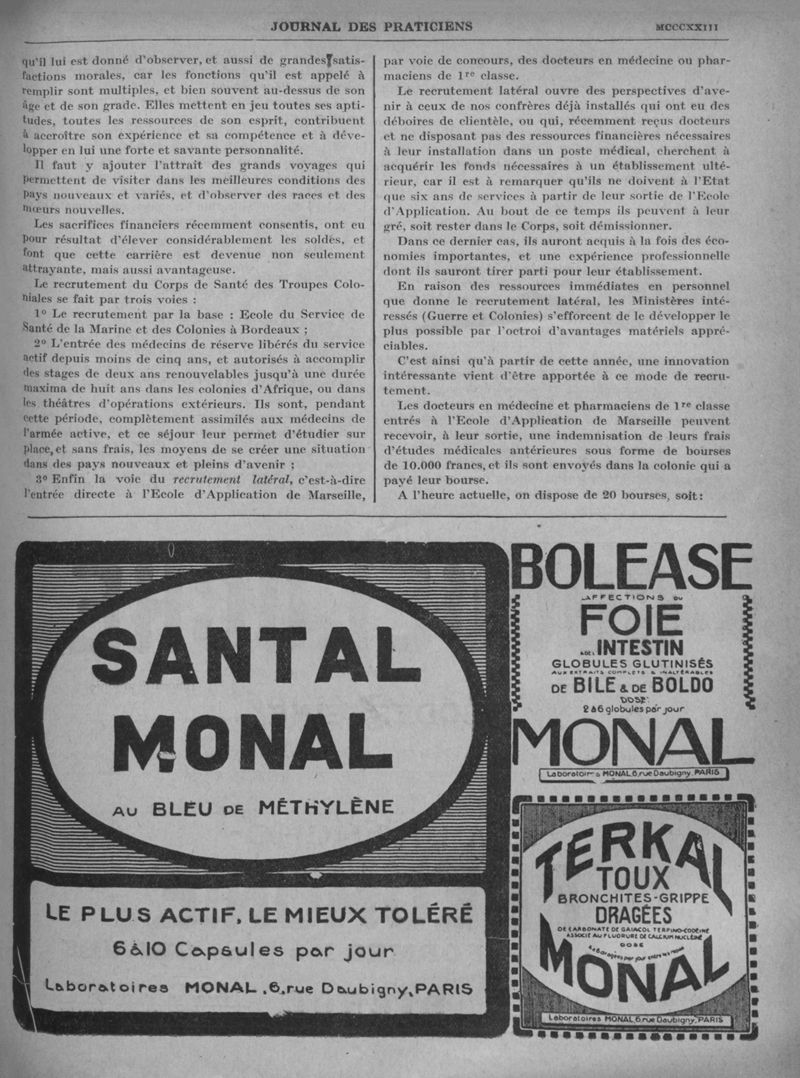 JOURNAL DES PRATICIENS
MCCCXXIII
qu'il lui est donné d'observer, et aussi de grandes satis-
factions morales, car les fonctions qu'il est appelé à
remplir sont multiples, et bien souvent au-dessus de son
âge et de son grade. Elles mettent en jeu toutes ses apti-
tudes, toutes les ressources de son esprit, contribuent
à accroître son expérience et sa compétence et à déve-
lopper en lui une forte et savante personnalité.
Il faut y ajouter l'attrait des grands voyages qui
permettent de visiter dans les meilleures conditions des
pays nouveaux et variés, et d'observer des races et des
mœurs nouvelles.
Les sacrifices financiers récemment consentis, ont eu
pour résultat d'élever considérablement les soldes, et
font que cette carrière est devenue non seulement
attrayante, mais aussi avantageuse.
Le recrutement du Corps de Santé des Troupes Colo-
niales se fait par trois voies :
1º Le recrutement par la base : Ecole du Service de
Santé de la Marine et des Colonies à Bordeaux ;
2º L'entrée des médecins de réserve libérés du service
actif depuis moins de cinq ans, et autorisés à accomplir
des stages de deux ans renouvelables jusqu'à une durée
maxima de huit ans dans les colonies d'Afrique, ou dans
les théâtres d'opérations extérieurs. Ils sont, pendant
cette période, complètement assimilés aux médecins de
l'armée active, et ce séjour leur permet d'étudier sur
place, et sans frais, les moyens de se créer une situation
dans des pays nouveaux et pleins d'avenir ;
3º Enfin la voie du recrutement latéral, c'est-à-dire
l'entrée directe à l'Ecole d'Application de Marseille,
par voie de concours, des docteurs en médecine ou phar-
maciens de 1re classe.
Le recrutement latéral ouvre des perspectives d'ave-
nir à ceux de nos confrères déjà installés qui ont eu des
déboires de clientèle, ou qui, récemment reçus docteurs
et ne disposant pas des ressources financières nécessaires
à leur installation dans un poste médical, cherchent à
acquérir les fonds nécessaires à un établissement ulté-
rieur, car il est à remarquer qu'ils ne doivent à l'Etat
que six ans de services à partir de leur sortie de l'Ecole
d'Application. Au bout de ce temps ils peuvent à leur
gré, soit rester dans le Corps, soit démissionner.
Dans ce dernier cas, ils auront acquis à la fois des éco-
nomies importantes, et une expérience professionnelle
dont ils sauront tirer parti pour leur établissement.
En raison des ressources immédiates en personnel
que donne le recrutement latéral, les Ministères inté-
ressés (Guerre et Colonies) s'efforcent de le développer le
plus possible par l'octroi d'avantages matériels appré-
ciables.
C'est ainsi qu'à partir de cette année, une innovation
intéressante vient d'être apportée à ce mode de recru-
tement.
Les docteurs en médecine et pharmaciens de 1re classe
entrés à l'Ecole d'Application de Marseille peuvent
recevoir, à leur sortie, une indemnisation de leurs frais
d'études médicales antérieures sous forme de bourses
de 10.000 francs, et ils sont envoyés dans la colonie qui a
payé leur bourse.
A l'heure actuelle, on dispose de 20 bourses, soit :
SANTAL
MONAL
AU BLEU DE MÉTHYLÈNE
LE PLUS ACTIF, LE MIEUX TOLÉRÉ
6 à 10 Capsules par jour
Laboratoires MONAL, 6, rue Daubigny, PARIS
BOLEASE
AFFECTIONS DU
FOIE
& DE L'INTESTIN
GLOBULES GLUTINISÉS
AUX EXTRAITS COMPLETS & INALTÉRABLES
DE BILE & DE BOLDO
DOSE:
2 à 6 globules par jour
MONAL
Laboratoires MONAL 6, rue Daubigny, PARIS
TERKAL
TOUX
BRONCHITES-GRIPPE
DRAGÉES
DE CARBONATE DE GAIACOL TERPINO-CODÉINE
ASSOCIÉ AU FLUORURE DE CALCIUM NUCLÉINÉ
DOSE
dragées par jour entre les repas
MONAL
Laboratoires MONAL 6, rue Daubigny, PARIS